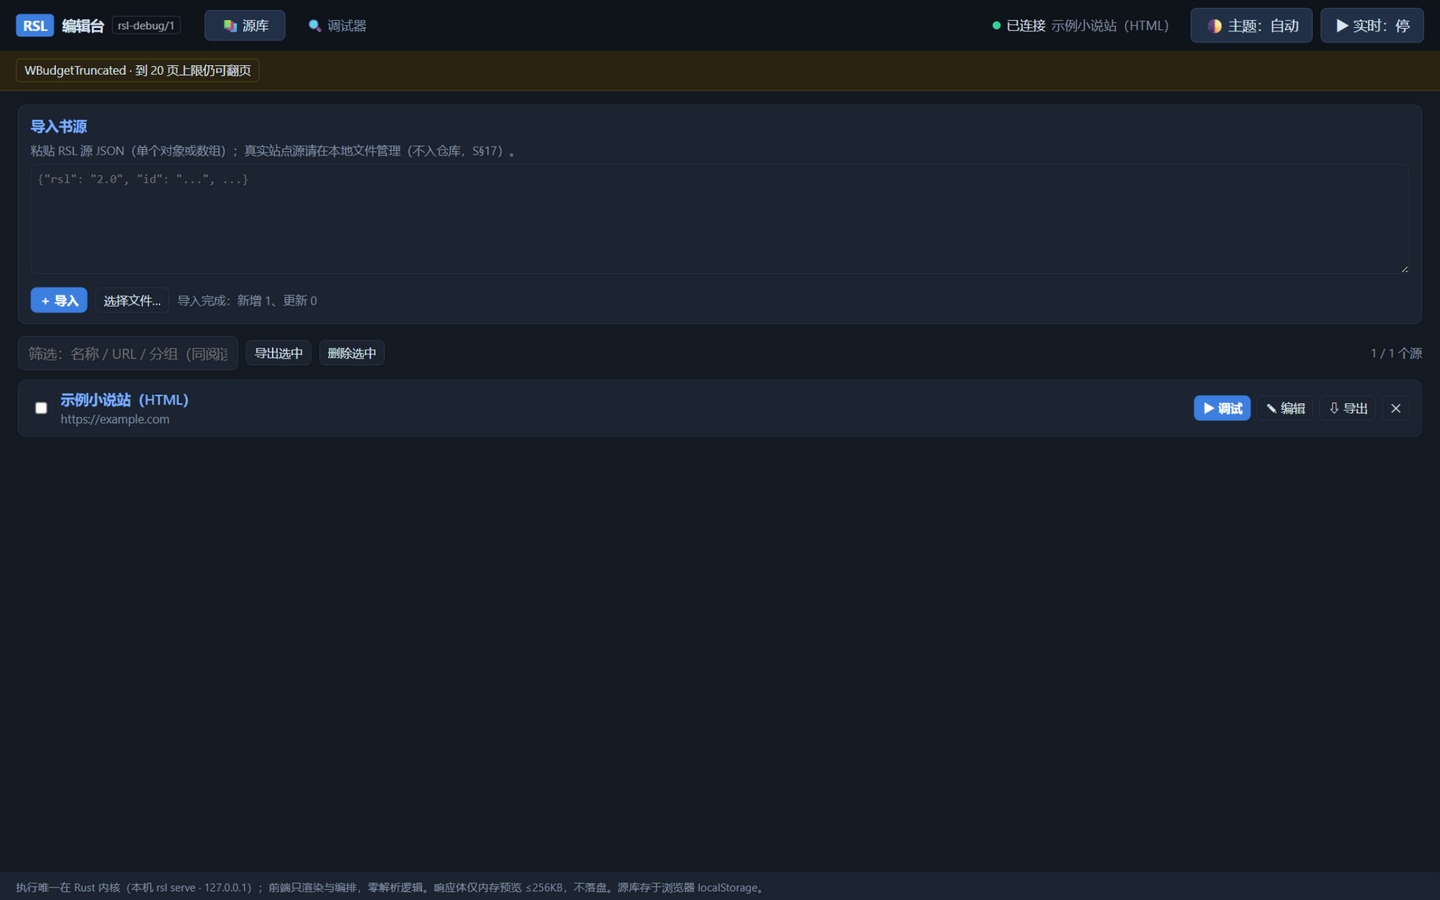 RSL 编辑台 rsl-debug/1 源库 调试器 已连接 示例小说站（HTML） 主题：自动 实时：停
WBudgetTruncated · 到 20 页上限仍可翻页
导入书源
粘贴 RSL 源 JSON（单个对象或数组）；真实站点源请在本地文件管理（不入仓库，S§17）。
{"rsl": "2.0", "id": "...", ...}
+ 导入 选择文件... 导入完成：新增 1、更新 0
筛选：名称 / URL / 分组（同阅读 导出选中 删除选中 1 / 1 个源
示例小说站（HTML） 调试 编辑 导出
https://example.com
执行唯一在 Rust 内核（本机 rsl serve · 127.0.0.1）；前端只渲染与编排，零解析逻辑。响应体仅内存预览 ≤256KB，不落盘。源库存于浏览器 localStorage。